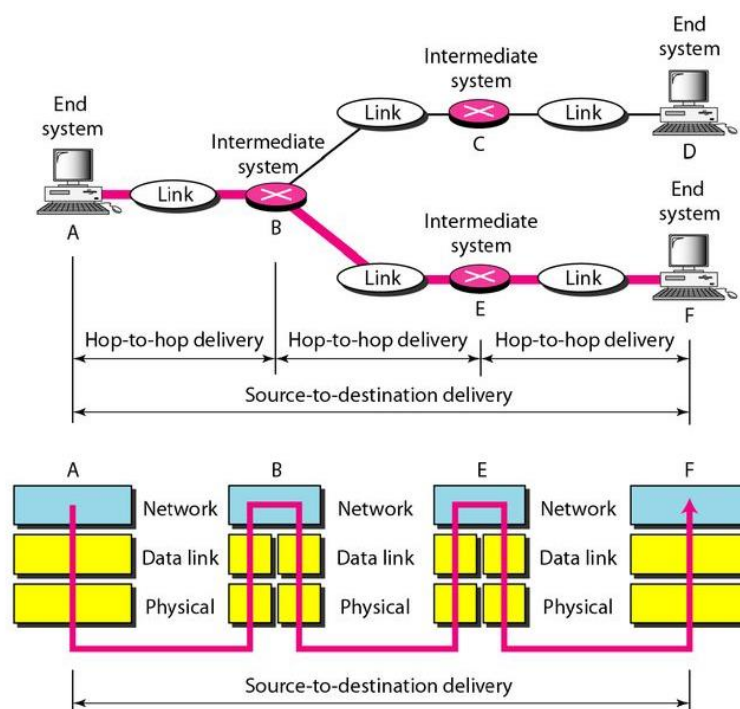 End
system
Intermediate
system
Link
Link
C
D
End
system
Intermediate
system
Link
A
B
End
system
Intermediate
system
Link
Link
E
F
Hop-to-hop delivery
Hop-to-hop delivery
Hop-to-hop delivery
Source-to-destination delivery
A
B
E
F
Network
Network
Network
Data link
Data link
Data link
Physical
Physical
Physical
Source-to-destination delivery